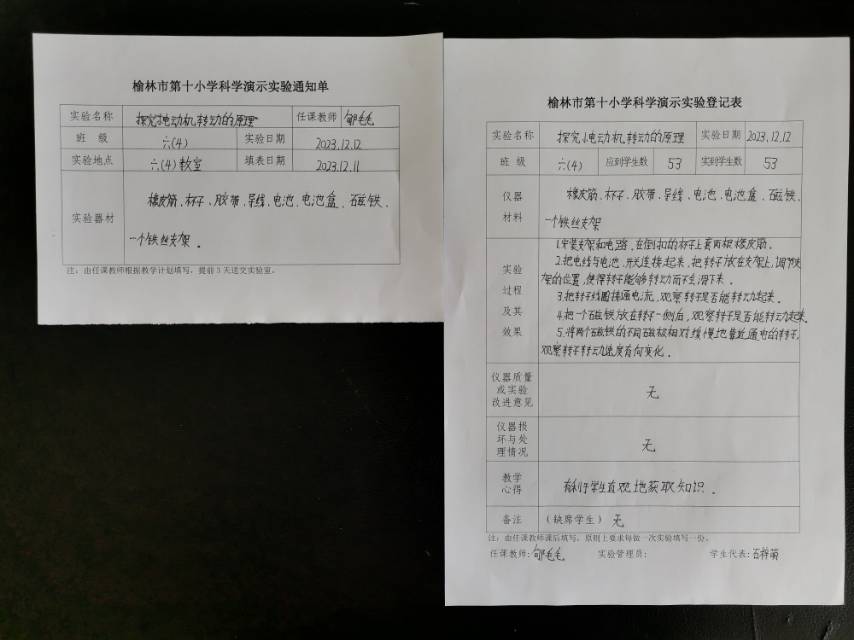 榆林市第十小学科学演示实验通知单
实验名称 探究小电动机转动的原理 任课教师 郇毛毛
班 级 六(4) 实验日期 2023.12.12
实验地点 六(4)教室 填表日期 2023.12.11
实验器材 橡皮筋、杯子、胶带、导线、电池、电池盒、石磁铁、
一个铁丝支架。
注:由任课教师根据教学计划填写,提前3天送交实验室。
榆林市第十小学科学演示实验登记表
实验名称 探究小电动机转动的原理 实验日期 2023.12.12
班 级 六(4) 应到学生数 53 实到学生数 53
仪器
材料
橡皮筋、杯子、胶带、导线、电池、电池盒、石磁铁、
一个铁丝支架
实验
过程
及其
效果
1.安装支架和电路,在倒扣的杯子上套两根橡皮筋。
2.把电线与电池、开关连接起来,把转子放在支架上,调节铁
架的位置,使得转子能够转动而不会滑下来。
3.把转子线圈接通电流,观察转子是否能转动起来。
4.把一个磁铁放在转子一侧后,观察转子是否能转动起来。
5.将两个磁铁的不同磁极相对缓慢地靠近通电的转子,
观察转子转动速度有何变化。
仪器质量
或实验
改进意见
无
仪器损
坏与处
理情况
无
教学
心得
有利于学生直观地获取知识。
备注 (缺席学生) 无
注:由任课教师课后填写,原则上要求每做一次实验填写一份。
任课教师:郇毛毛 实验管理员: 学生代表: